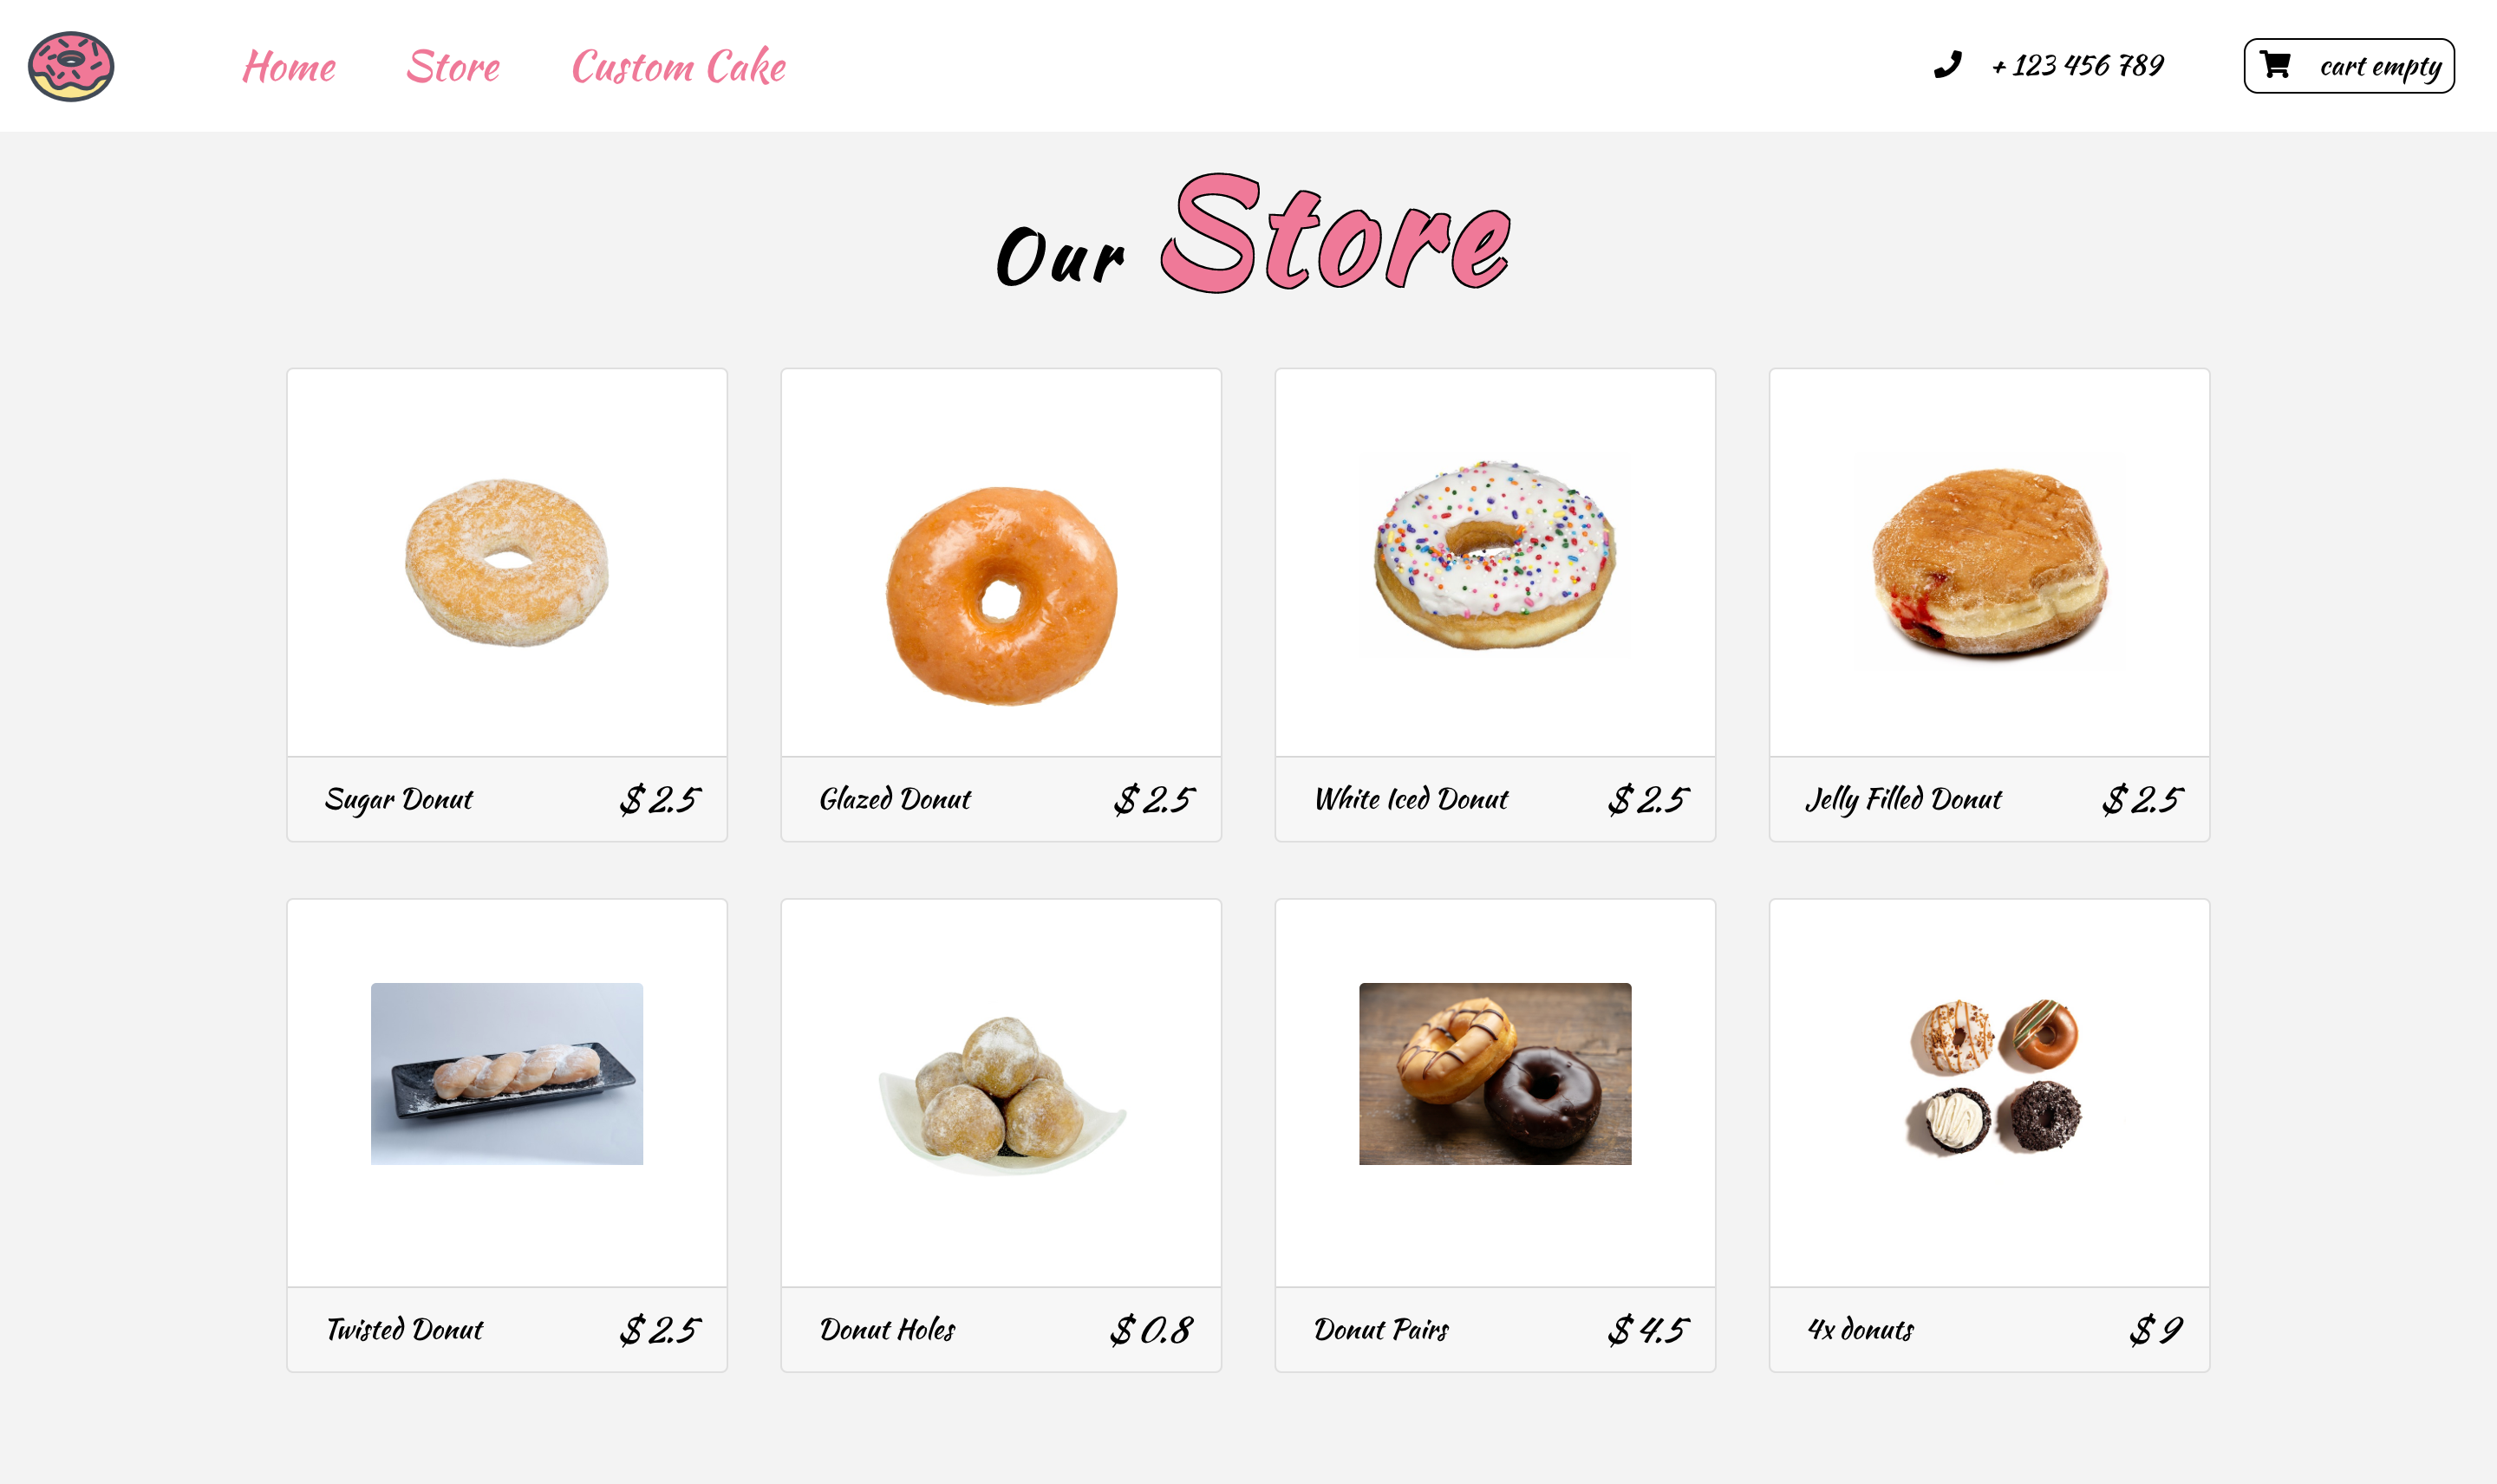 Home Store Custom Cake + 123 456 789 cart empty
Our Store
Sugar Donut $ 2.5
Glazed Donut $ 2.5
White Iced Donut $ 2.5
Jelly Filled Donut $ 2.5
Twisted Donut $ 2.5
Donut Holes $ 0.8
Donut Pairs $ 4.5
4x donuts $ 9